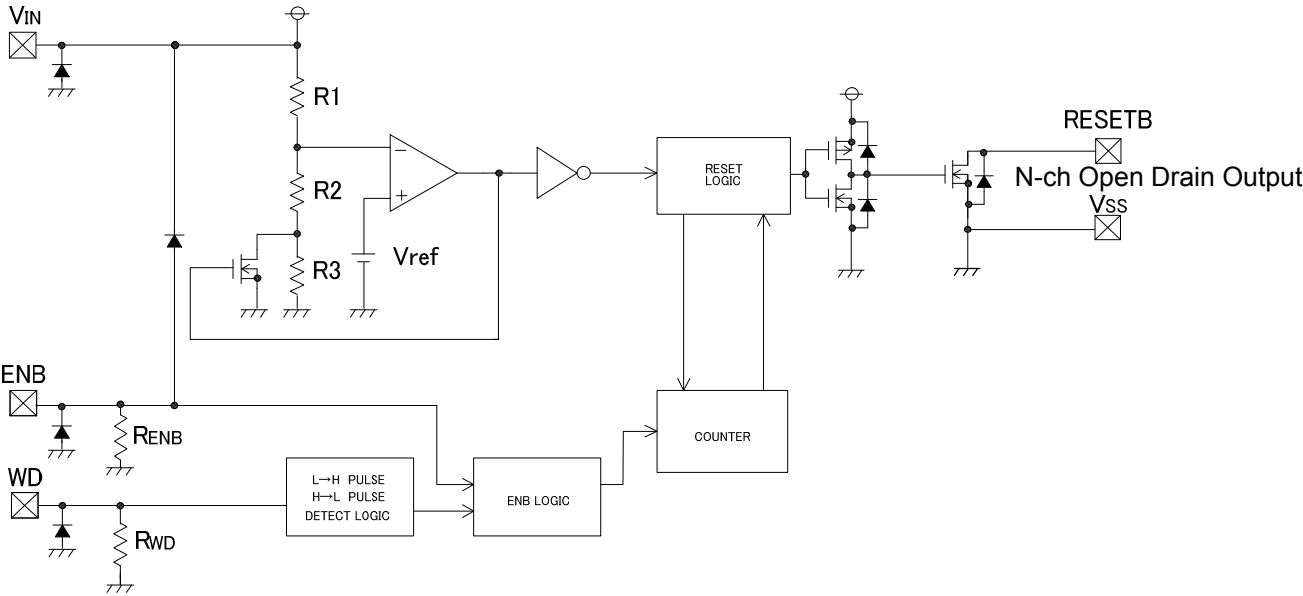 VIN
R1
R2
R3
Vref
RESET
LOGIC
RESETB
N-ch Open Drain Output
VSS
ENB
RENB
COUNTER
WD
RWD
L→H PULSE
H→L PULSE
DETECT LOGIC
ENB LOGIC